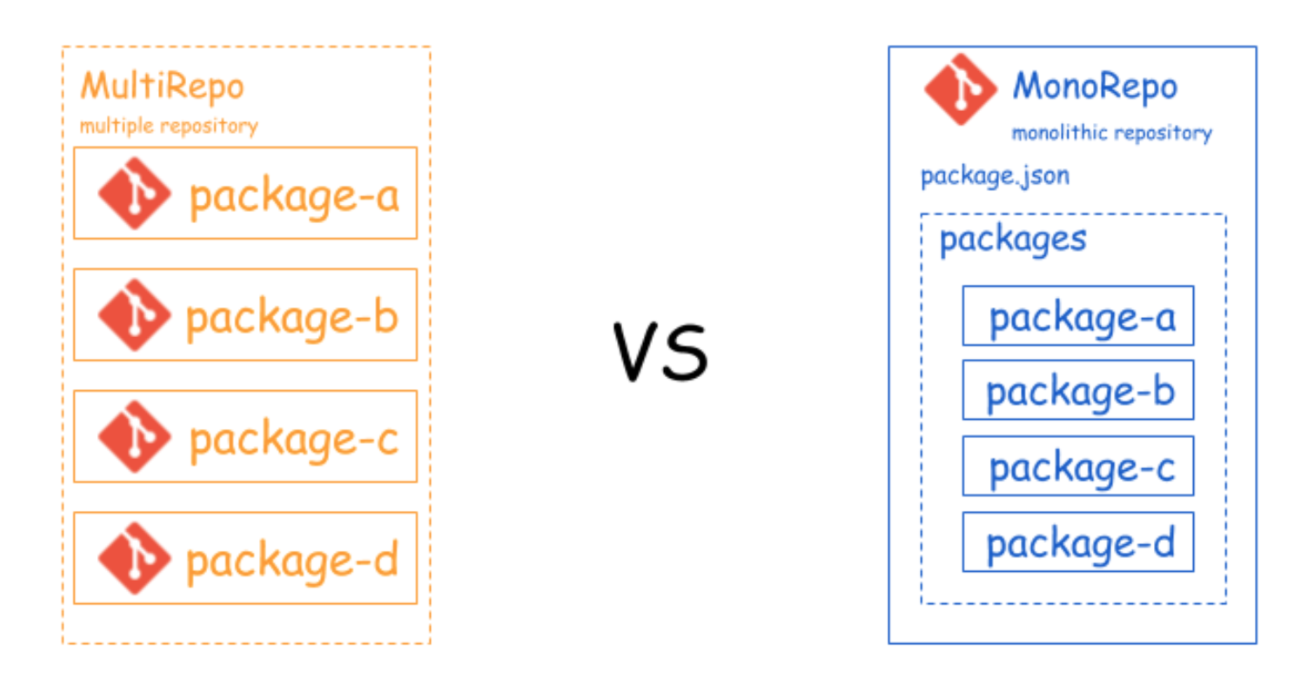 MultiRepo
multiple repository
package-a
package-b
package-c
package-d
VS
MonoRepo
monolithic repository
package.json
packages
package-a
package-b
package-c
package-d